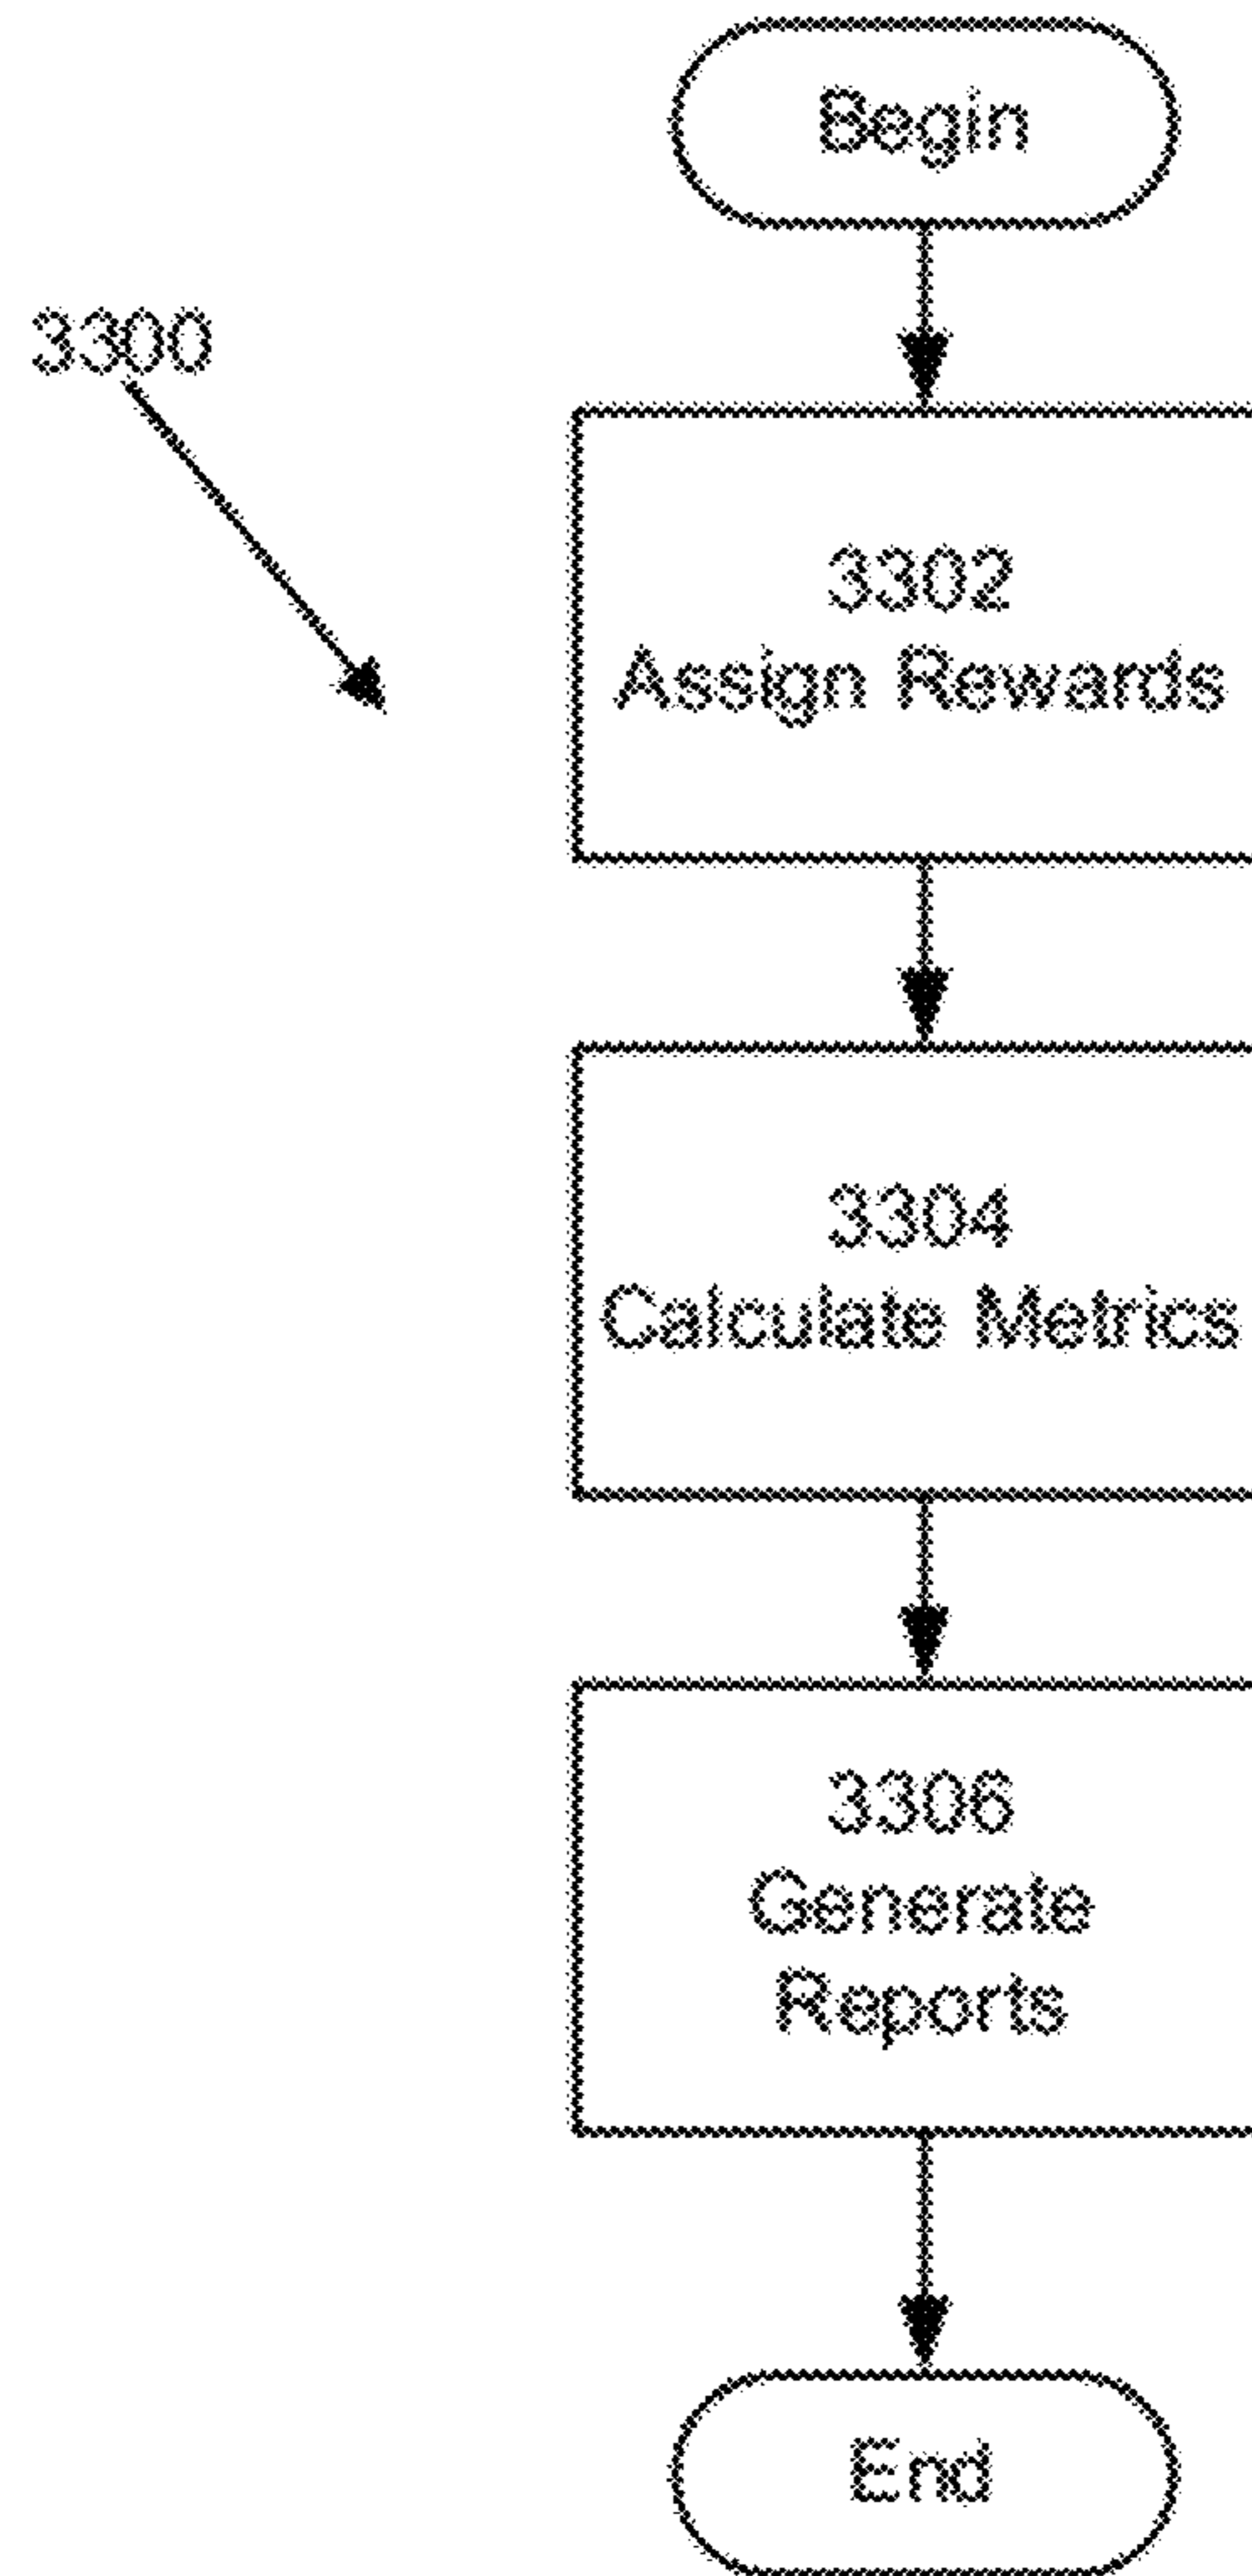 Begin
3300
3302
Assign Rewards
3304
Calculate Metrics
3306
Generate
Reports
End